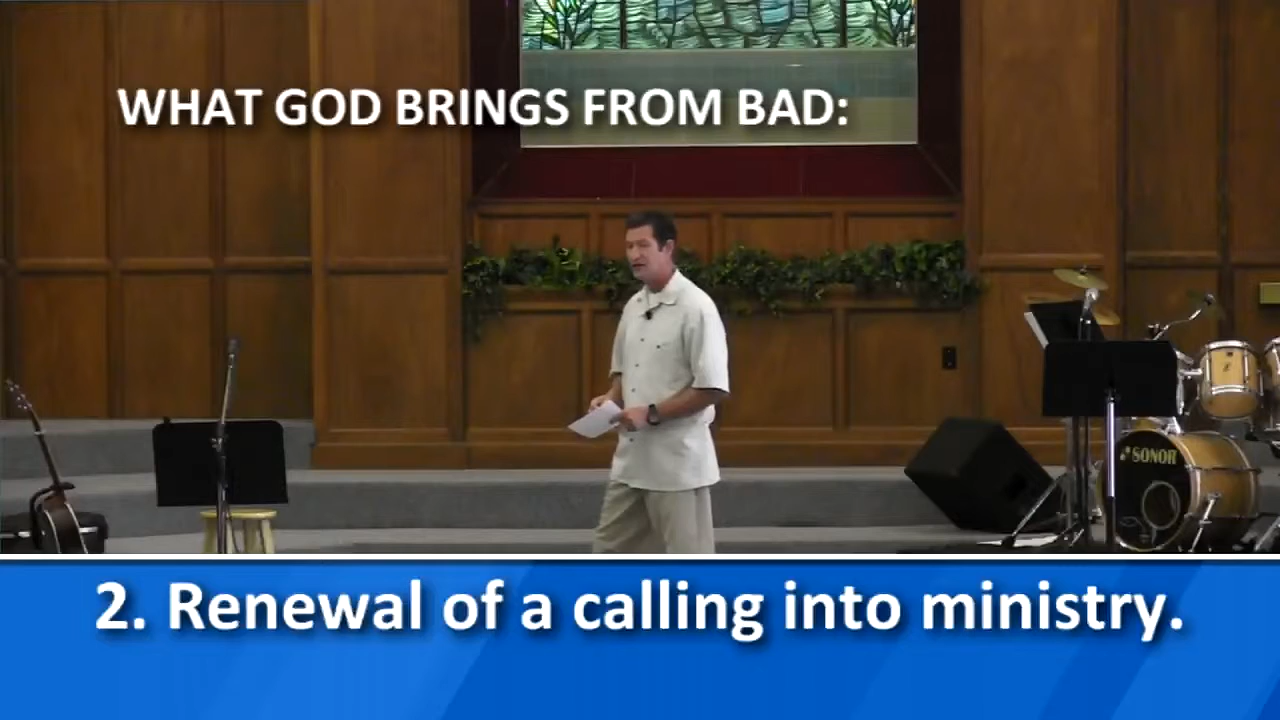 WHAT GOD BRINGS FROM BAD:
SONOR
2. Renewal of a calling into ministry.